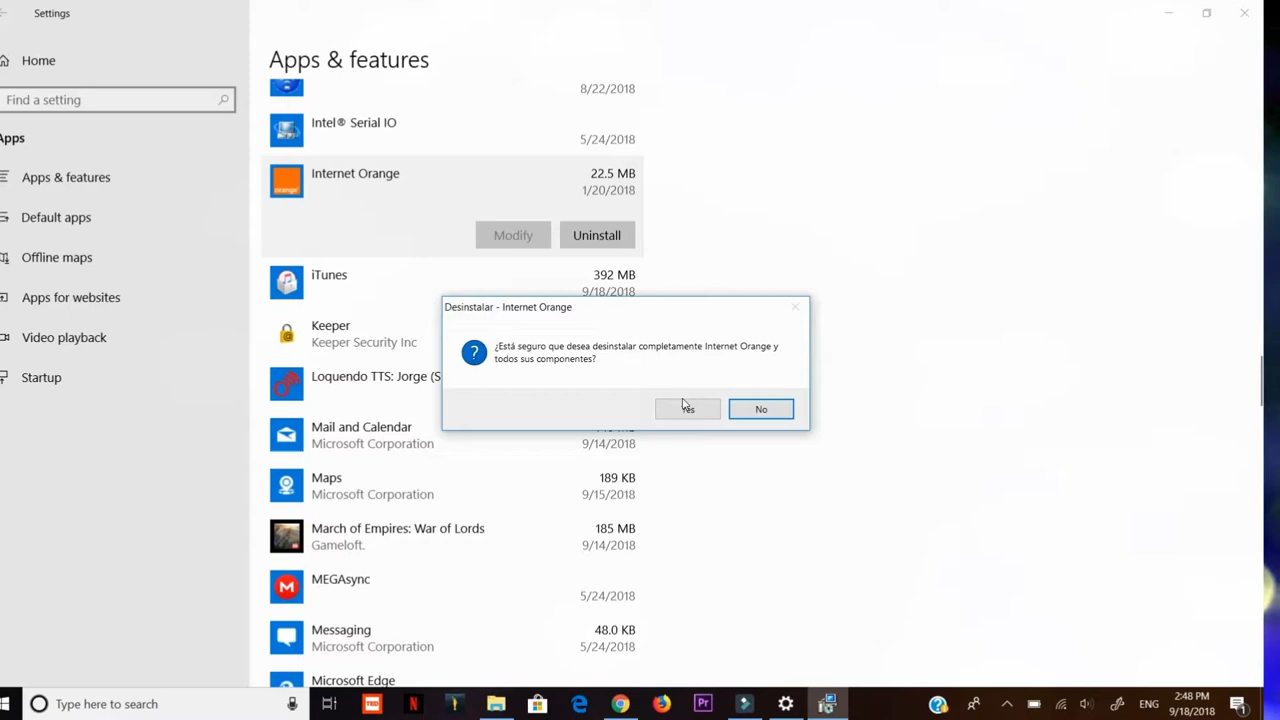 Settings
Home
Find a setting
Apps
Apps & features
Default apps
Offline maps
Apps for websites
Video playback
Startup
Apps & features
8/22/2018
Intel® Serial IO
5/24/2018
Internet Orange
22.5 MB
1/20/2018
orange
Modify
Uninstall
iTunes
392 MB
9/18/2018
Keeper
Keeper Security Inc
Loquendo TTS: Jorge (S
Desinstalar - Internet Orange
¿Está seguro que desea desinstalar completamente Internet Orange y
todos sus componentes?
Yes
No
Mail and Calendar
Microsoft Corporation
9/14/2018
Maps
189 KB
Microsoft Corporation
9/15/2018
March of Empires: War of Lords
185 MB
Gameloft.
9/14/2018
MEGAsync
5/24/2018
Messaging
48.0 KB
Microsoft Corporation
5/24/2018
Microsoft Edge
Type here to search
TED
N
Pr
ENG
2:48 PM
9/18/2018
1